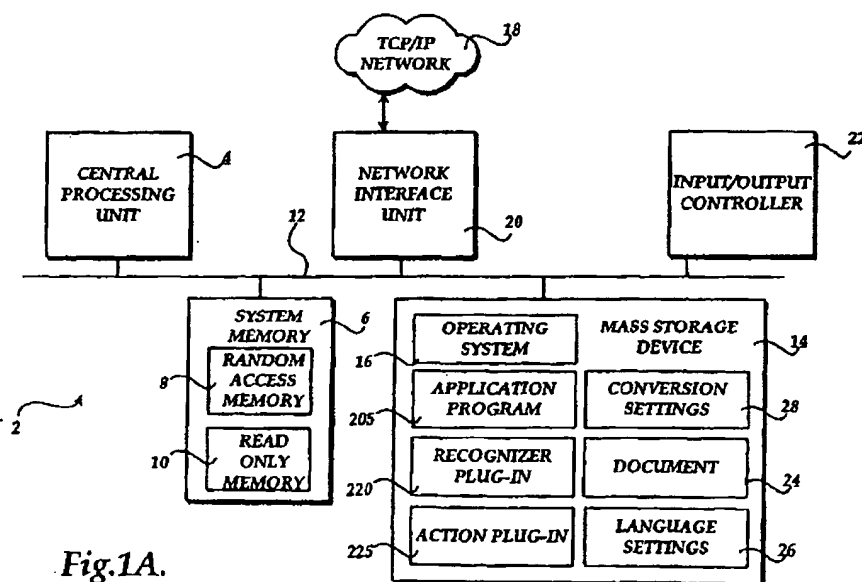 TCP/IP
NETWORK
18
CENTRAL
PROCESSING
UNIT
4
NETWORK
INTERFACE
UNIT
20
INPUT/OUTPUT
CONTROLLER
22
12
SYSTEM
MEMORY
6
RANDOM
ACCESS
MEMORY
8
READ
ONLY
MEMORY
10
2
MASS STORAGE
DEVICE
14
OPERATING
SYSTEM
16
APPLICATION
PROGRAM
205
CONVERSION
SETTINGS
28
RECOGNIZER
PLUG-IN
220
DOCUMENT
24
ACTION PLUG-IN
225
LANGUAGE
SETTINGS
26
Fig.1A.